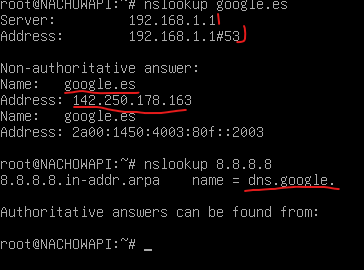 root@NACHOWAPI:~# nslookup google.es
Server: 192.168.1.1
Address: 192.168.1.1#53
Non-authoritative answer:
Name: google.es
Address: 142.250.178.163
Name: google.es
Address: 2a00:1450:4003:80f::2003
root@NACHOWAPI:~# nslookup 8.8.8.8
8.8.8.8.in-addr.arpa name = dns.google.
Authoritative answers can be found from:
root@NACHOWAPI:~# _